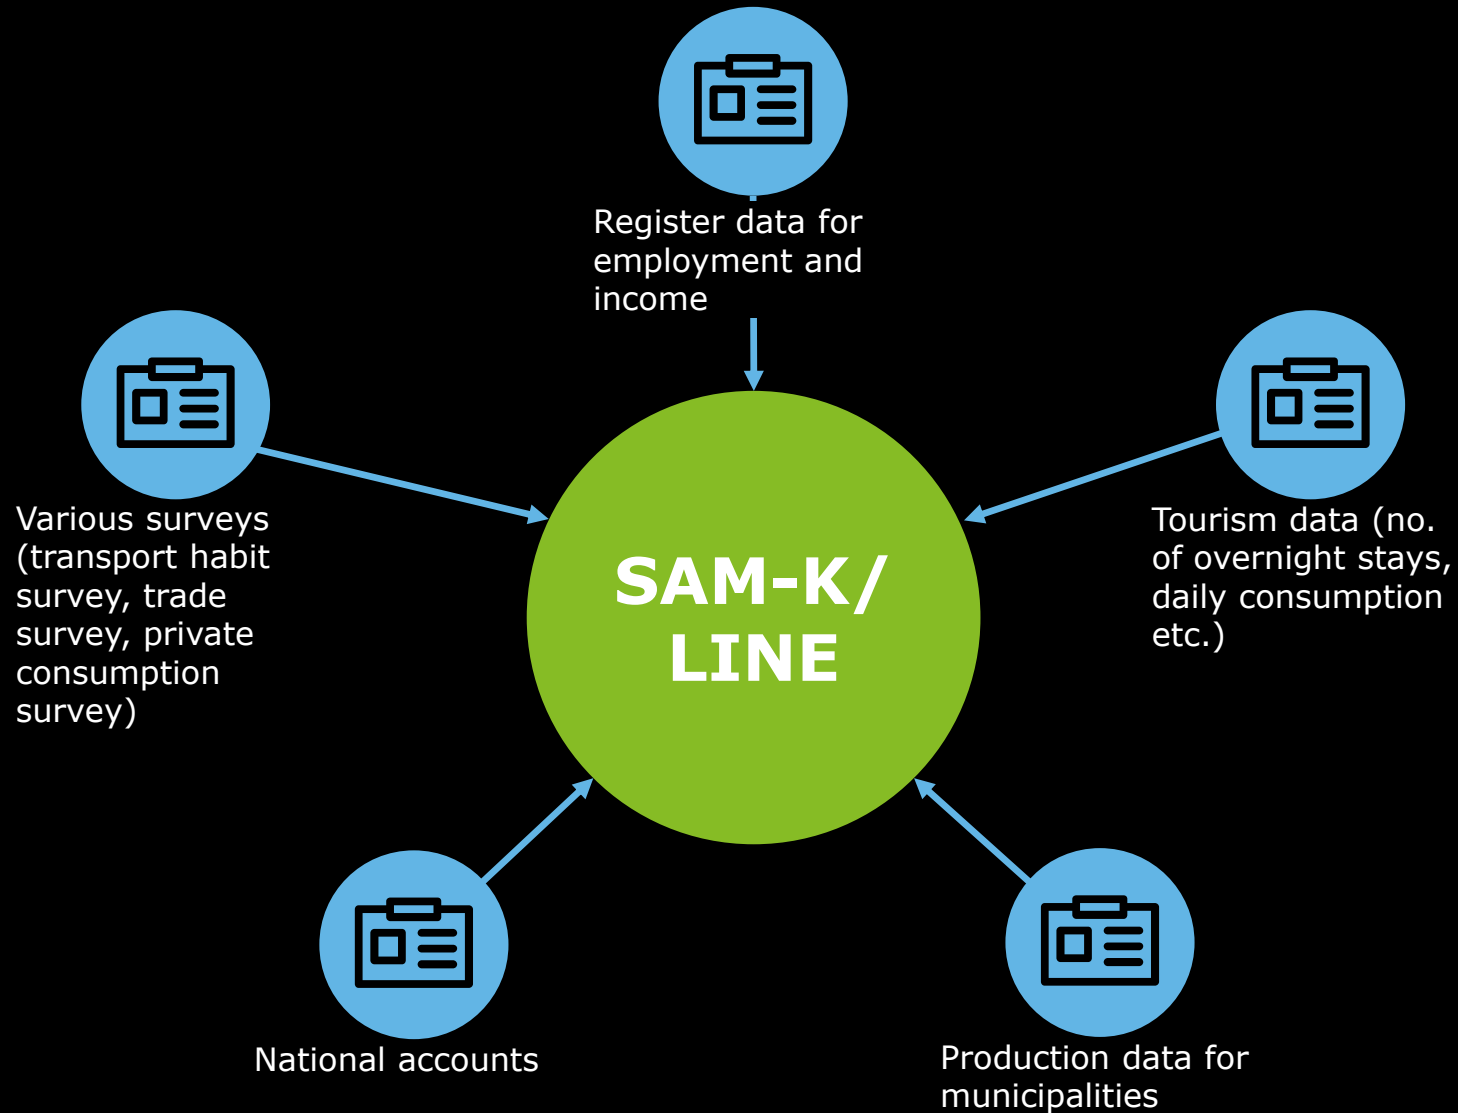 Register data for
employment and
income
Various surveys
(transport habit
survey, trade
survey, private
consumption
survey)
SAM-K/
LINE
Tourism data (no.
of overnight stays,
daily consumption
etc.)
National accounts
Production data for
municipalities